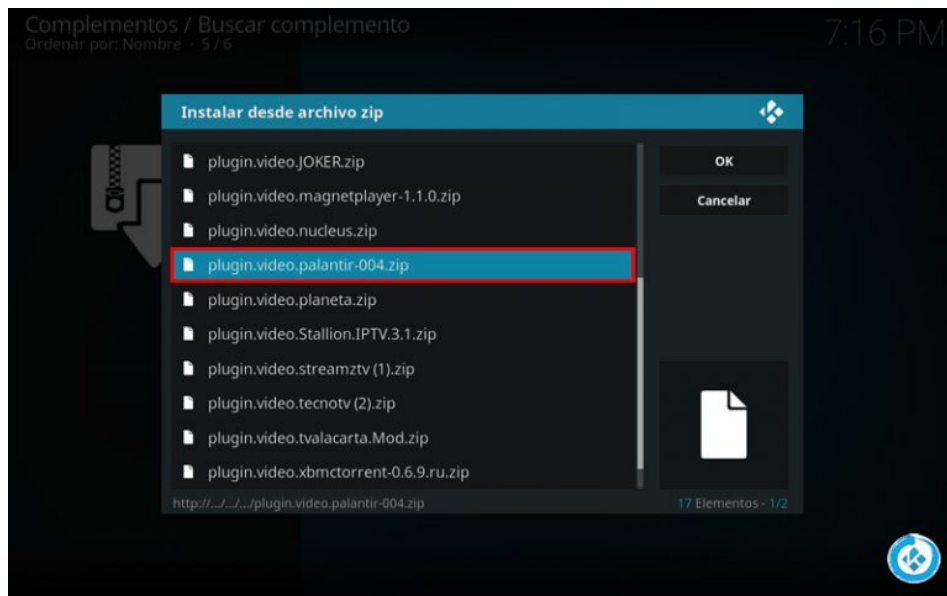 Complementos / Buscar complemento
Ordenar por: Nombre · 5 / 6
7:16 PM
Instalar desde archivo zip
plugin.video.JOKER.zip
plugin.video.magnetplayer-1.1.0.zip
plugin.video.nucleus.zip
plugin.video.palantir-004.zip
plugin.video.planeta.zip
plugin.video.Stallion.IPTV.3.1.zip
plugin.video.streamztv (1).zip
plugin.video.tecnotv (2).zip
plugin.video.tvalacarta.Mod.zip
plugin.video.xbmctorrent-0.6.9.ru.zip
OK
Cancelar
http://.../.../.../plugin.video.palantir-004.zip
17 Elementos - 1/2